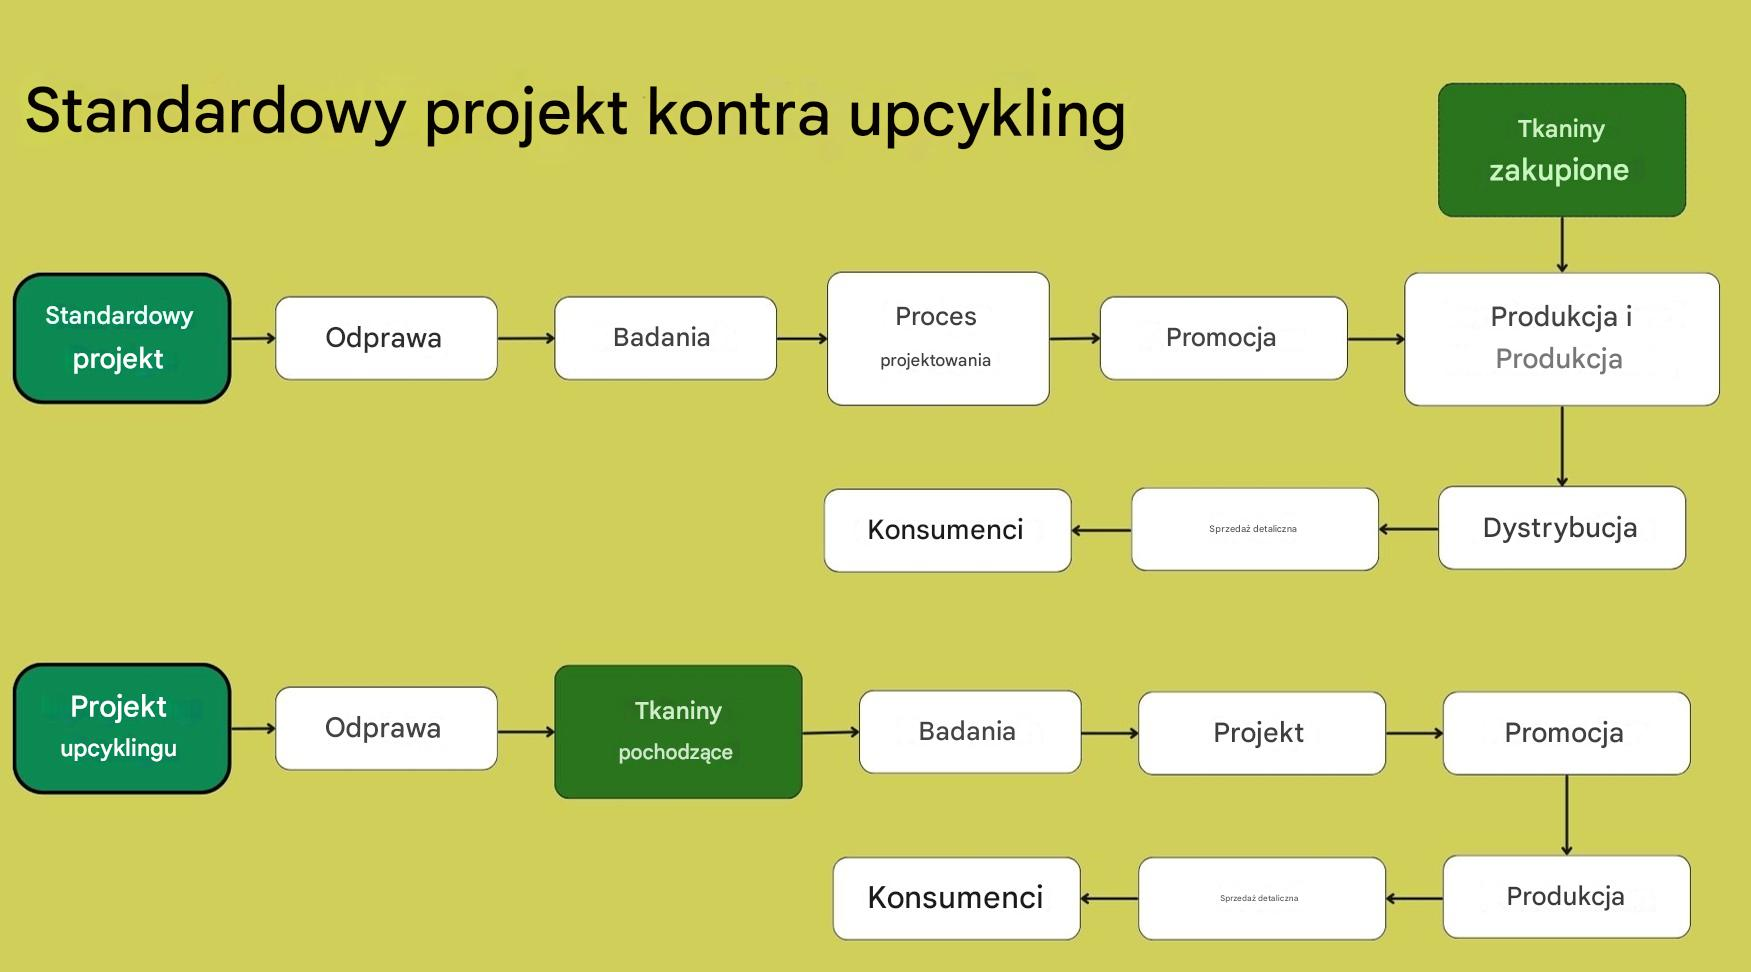 Standardowy projekt kontra upcykling
Tkaniny
zakupione
Standardowy
projekt
Odprawa
Badania
Proces
projektowania
Promocja
Produkcja i
Produkcja
Konsumenci
Sprzedaż detaliczna
Dystrybucja
Projekt
upcyklingu
Odprawa
Tkaniny
pochodzące
Badania
Projekt
Promocja
Konsumenci
Sprzedaż detaliczna
Produkcja